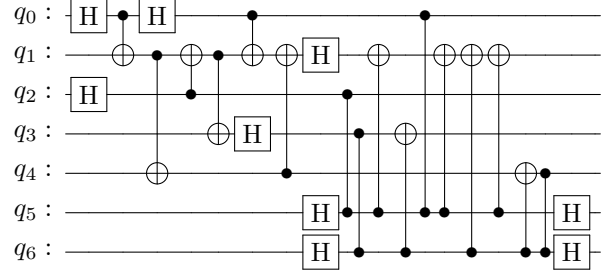 q0 : H H
q1 : H
q2 : H
q3 : H
q4 :
q5 : H H
q6 : H H